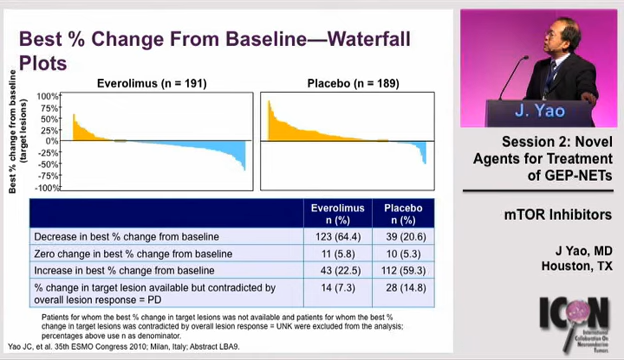 Best % Change From Baseline—Waterfall
Plots
Everolimus (n = 191)
Placebo (n = 189)
Best % change from baseline
(target lesions)
100%
75%
50%
25%
0%
-25%
-50%
-75%
-100%
Everolimus
n (%)
Placebo
n (%)
Decrease in best % change from baseline 123 (64.4) 39 (20.6)
Zero change in best % change from baseline 11 (5.8) 10 (5.3)
Increase in best % change from baseline 43 (22.5) 112 (59.3)
% change in target lesion available but contradicted by
overall lesion response = PD 14 (7.3) 28 (14.8)
Patients for whom the best % change in target lesions was not available and patients for whom the best
% change in target lesions was contradicted by overall lesion response = UNK were excluded from the analysis;
percentages above use n as denominator.
Yao JC, et al. 35th ESMO Congress 2010; Milan, Italy; Abstract LBA9.
J. Yao
Session 2: Novel
Agents for Treatment
of GEP-NETs
mTOR Inhibitors
J Yao, MD
Houston, TX
ICON
International
Collaboration On
Neuroendocrine
Tumors